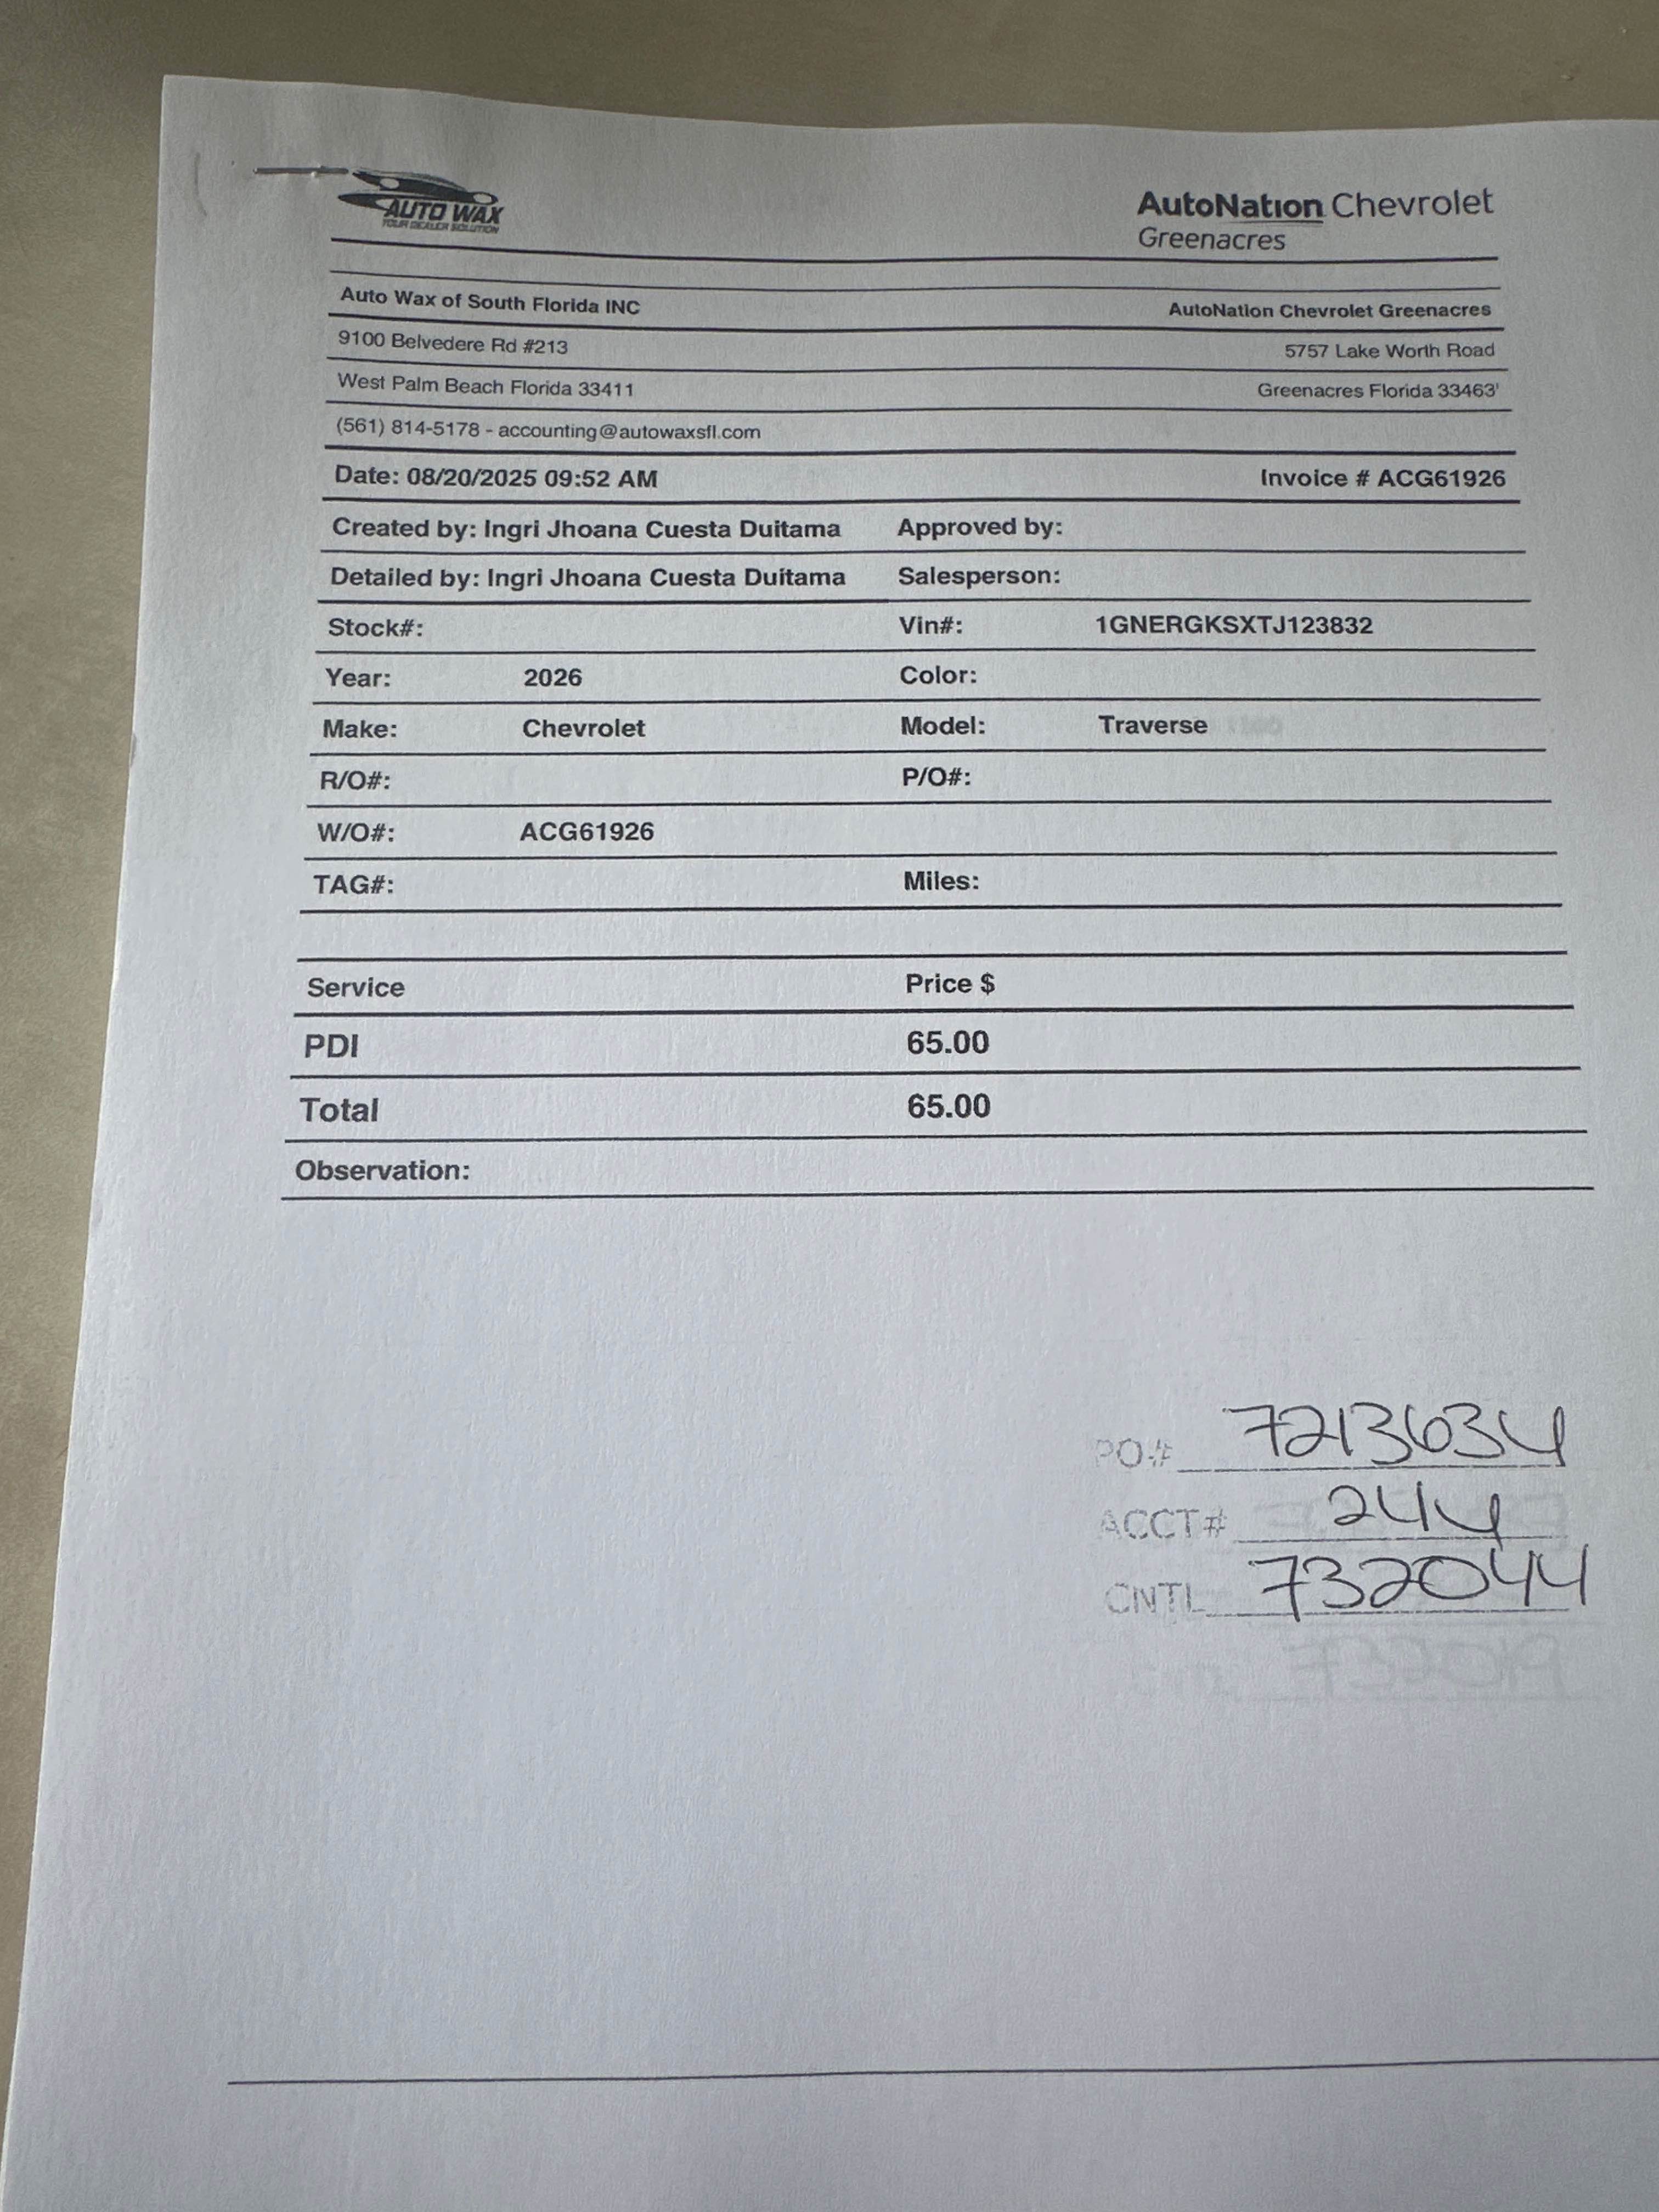 AUTO WAX
YOUR DEALER SOLUTION
AutoNation Chevrolet
Greenacres
Auto Wax of South Florida INC
AutoNation Chevrolet Greenacres
9100 Belvedere Rd #213
5757 Lake Worth Road
West Palm Beach Florida 33411
Greenacres Florida 33463'
(561) 814-5178 - accounting@autowaxsfl.com
Date: 08/20/2025 09:52 AM
Invoice # ACG61926
Created by: Ingri Jhoana Cuesta Duitama Approved by:
Detailed by: Ingri Jhoana Cuesta Duitama Salesperson:
Stock#: Vin#: 1GNERGKSXTJ123832
Year: 2026 Color:
Make: Chevrolet Model: Traverse
R/O#: P/O#:
W/O#: ACG61926
TAG#: Miles:
Service Price $
PDI 65.00
Total 65.00
Observation:
PO# 7213634
ACCT# 244
CNTL 732044